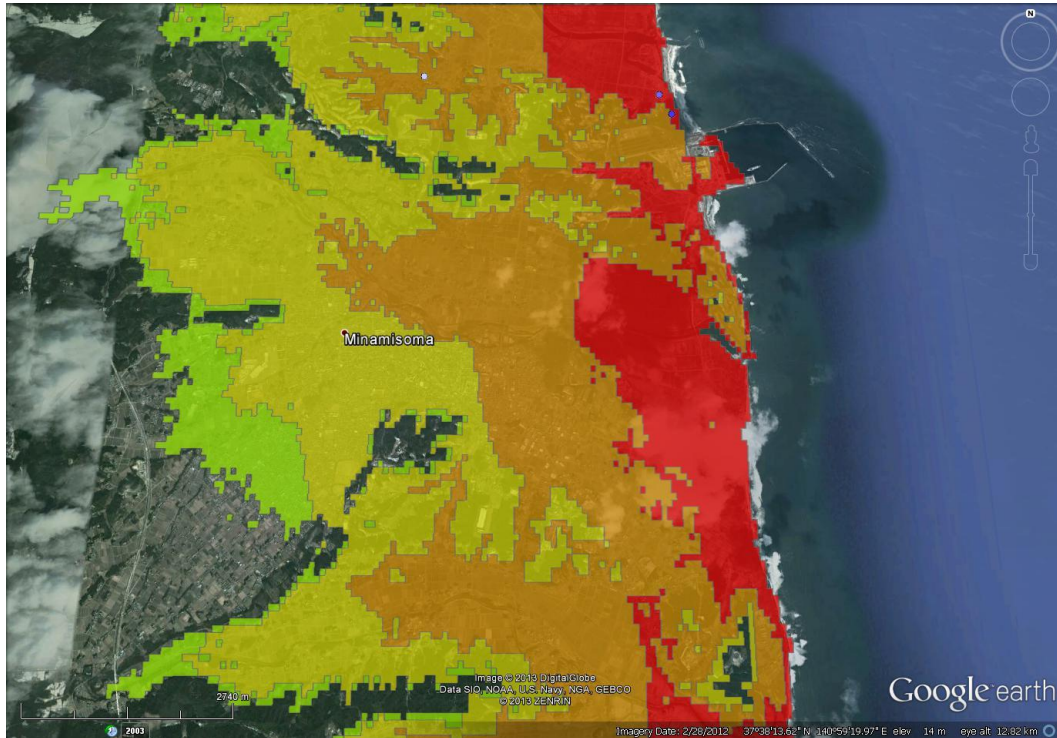 N
Minamisoma
2740 m
Image © 2013 DigitalGlobe
Data SIO, NOAA, U.S. Navy, NGA, GEBCO
© 2013 ZENRIN
Google earth
2003
Imagery Date: 2/28/2012 37°38'13.62" N 140°59'19.97" E elev 14 m eye alt 12.82 km